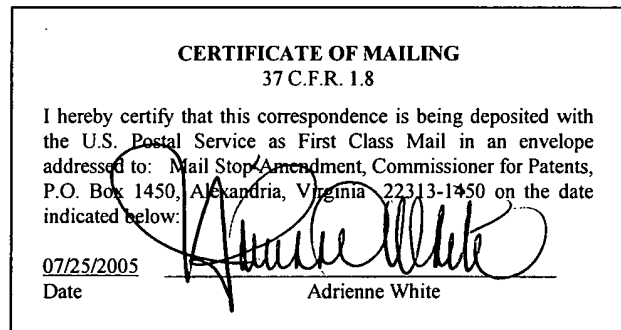 CERTIFICATE OF MAILING
37 C.F.R. 1.8
I hereby certify that this correspondence is being deposited with
the U.S. Postal Service as First Class Mail in an envelope
addressed to: Mail Stop Amendment, Commissioner for Patents,
P.O. Box 1450, Alexandria, Virginia 22313-1450 on the date
indicated below:
Adrienne White
07/25/2005
Date Adrienne White